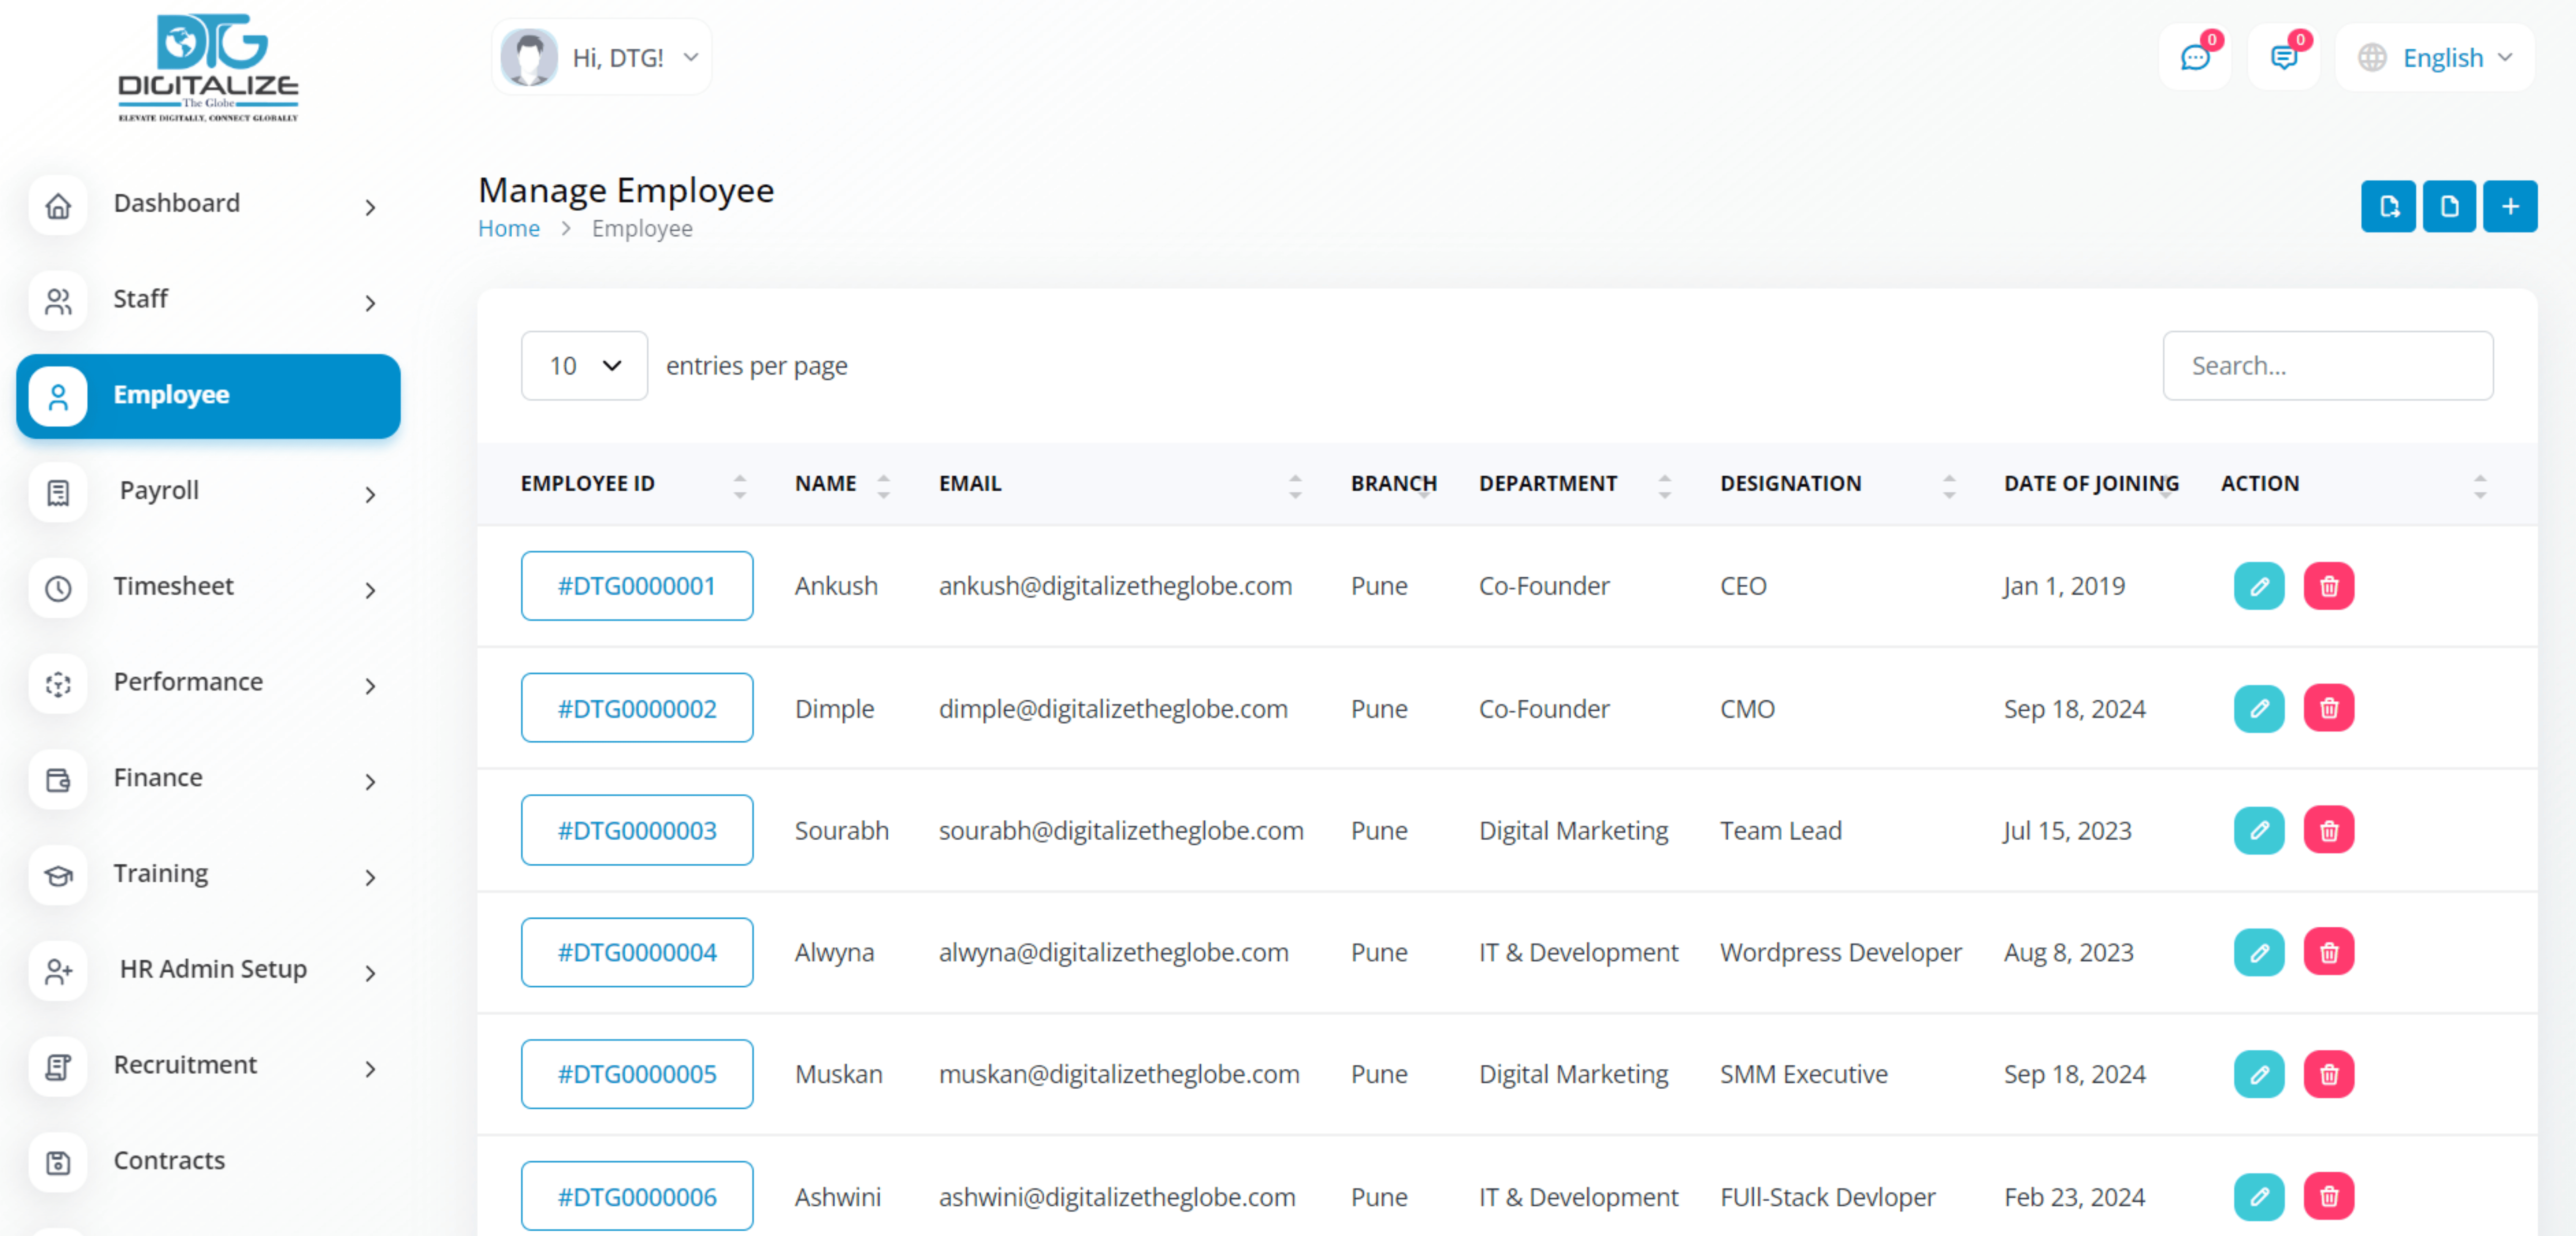 DTG
DIGITALIZE
The Globe
ELEVATE DIGITALLY, CONNECT GLOBALLY
Hi, DTG!
0
0
English
Dashboard
Staff
Employee
Payroll
Timesheet
Performance
Finance
Training
HR Admin Setup
Recruitment
Contracts
Manage Employee
Home > Employee
10 entries per page
Search...
EMPLOYEE ID NAME EMAIL BRANCH DEPARTMENT DESIGNATION DATE OF JOINING ACTION
#DTG0000001 Ankush ankush@digitalizetheglobe.com Pune Co-Founder CEO Jan 1, 2019
#DTG0000002 Dimple dimple@digitalizetheglobe.com Pune Co-Founder CMO Sep 18, 2024
#DTG0000003 Sourabh sourabh@digitalizetheglobe.com Pune Digital Marketing Team Lead Jul 15, 2023
#DTG0000004 Alwyna alwyna@digitalizetheglobe.com Pune IT & Development Wordpress Developer Aug 8, 2023
#DTG0000005 Muskan muskan@digitalizetheglobe.com Pune Digital Marketing SMM Executive Sep 18, 2024
#DTG0000006 Ashwini ashwini@digitalizetheglobe.com Pune IT & Development FUll-Stack Devloper Feb 23, 2024